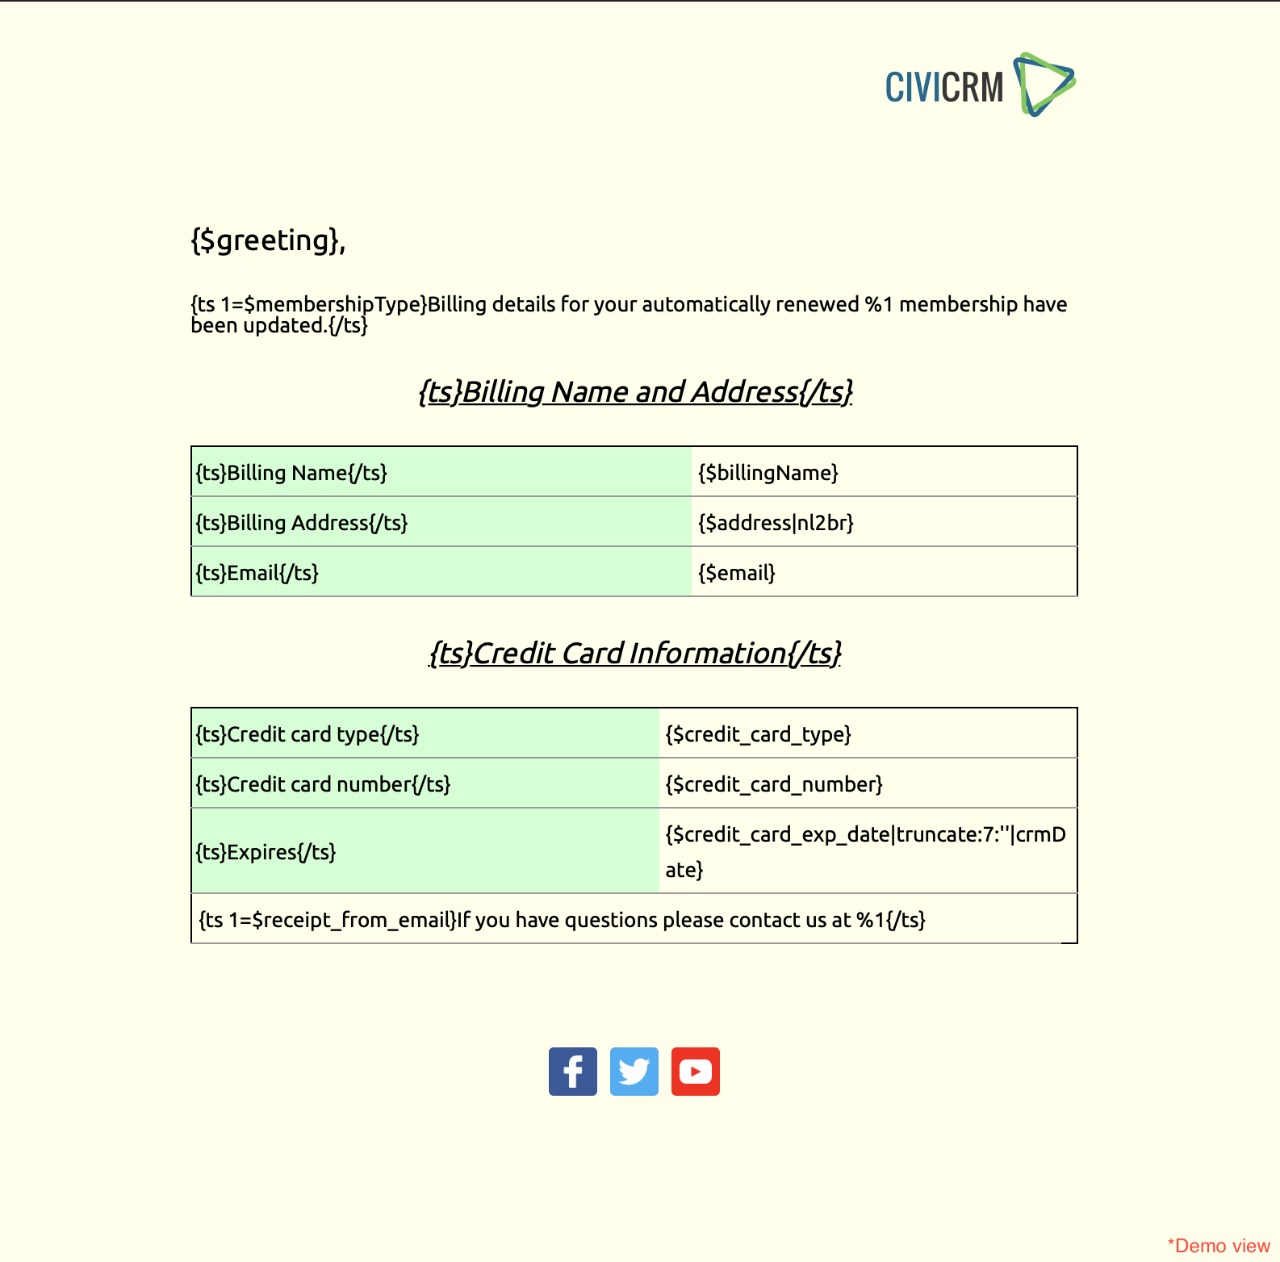 CIVICRM
{$greeting},
{ts 1=$membershipType}Billing details for your automatically renewed %1 membership have
been updated.{/ts}
{ts}Billing Name and Address{/ts}
{ts}Billing Name{/ts} {$billingName}
{ts}Billing Address{/ts} {$address|nl2br}
{ts}Email{/ts} {$email}
{ts}Credit Card Information{/ts}
{ts}Credit card type{/ts} {$credit_card_type}
{ts}Credit card number{/ts} {$credit_card_number}
{ts}Expires{/ts} {$credit_card_exp_date|truncate:7:''|crmD
ate}
{ts 1=$receipt_from_email}If you have questions please contact us at %1{/ts}
*Demo view